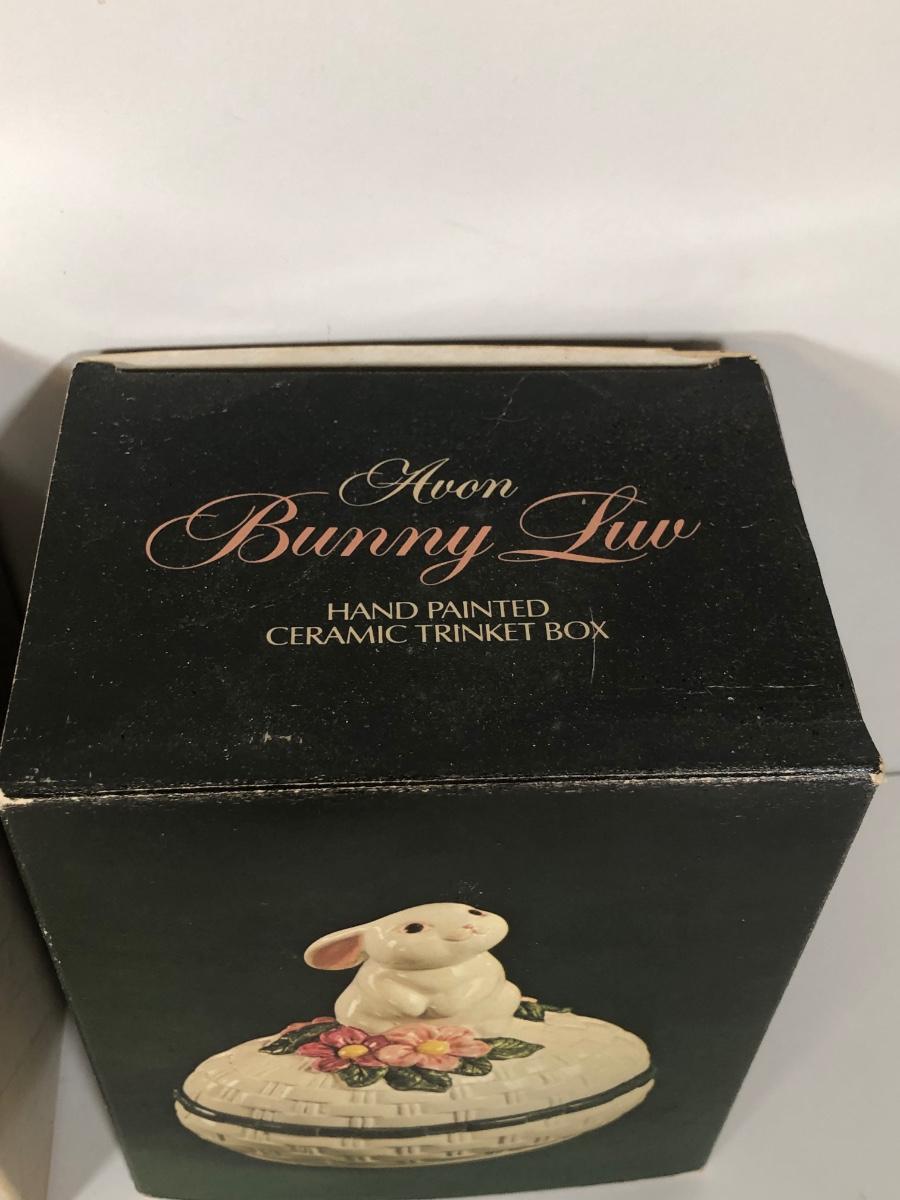 Avon
Bunny Luv
HAND PAINTED
CERAMIC TRINKET BOX